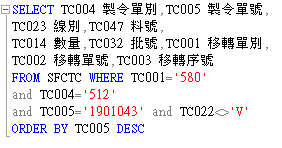 SELECT TC004 製令單別,TC005 製令單號,
TC023 線別,TC047 料號,
TC014 數量,TC032 批號,TC001 移轉單別,
TC002 移轉單號,TC003 移轉序號
FROM SFCTC WHERE TC001='580'
and TC004='512'
and TC005='1901043' and TC022<>'V'
ORDER BY TC005 DESC